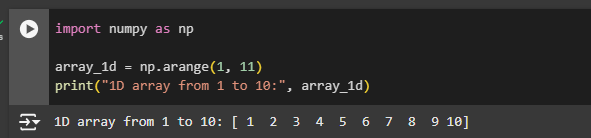 import numpy as np
array_1d = np.arange(1, 11)
print("1D array from 1 to 10:", array_1d)
1D array from 1 to 10: [ 1  2  3  4  5  6  7  8  9 10]